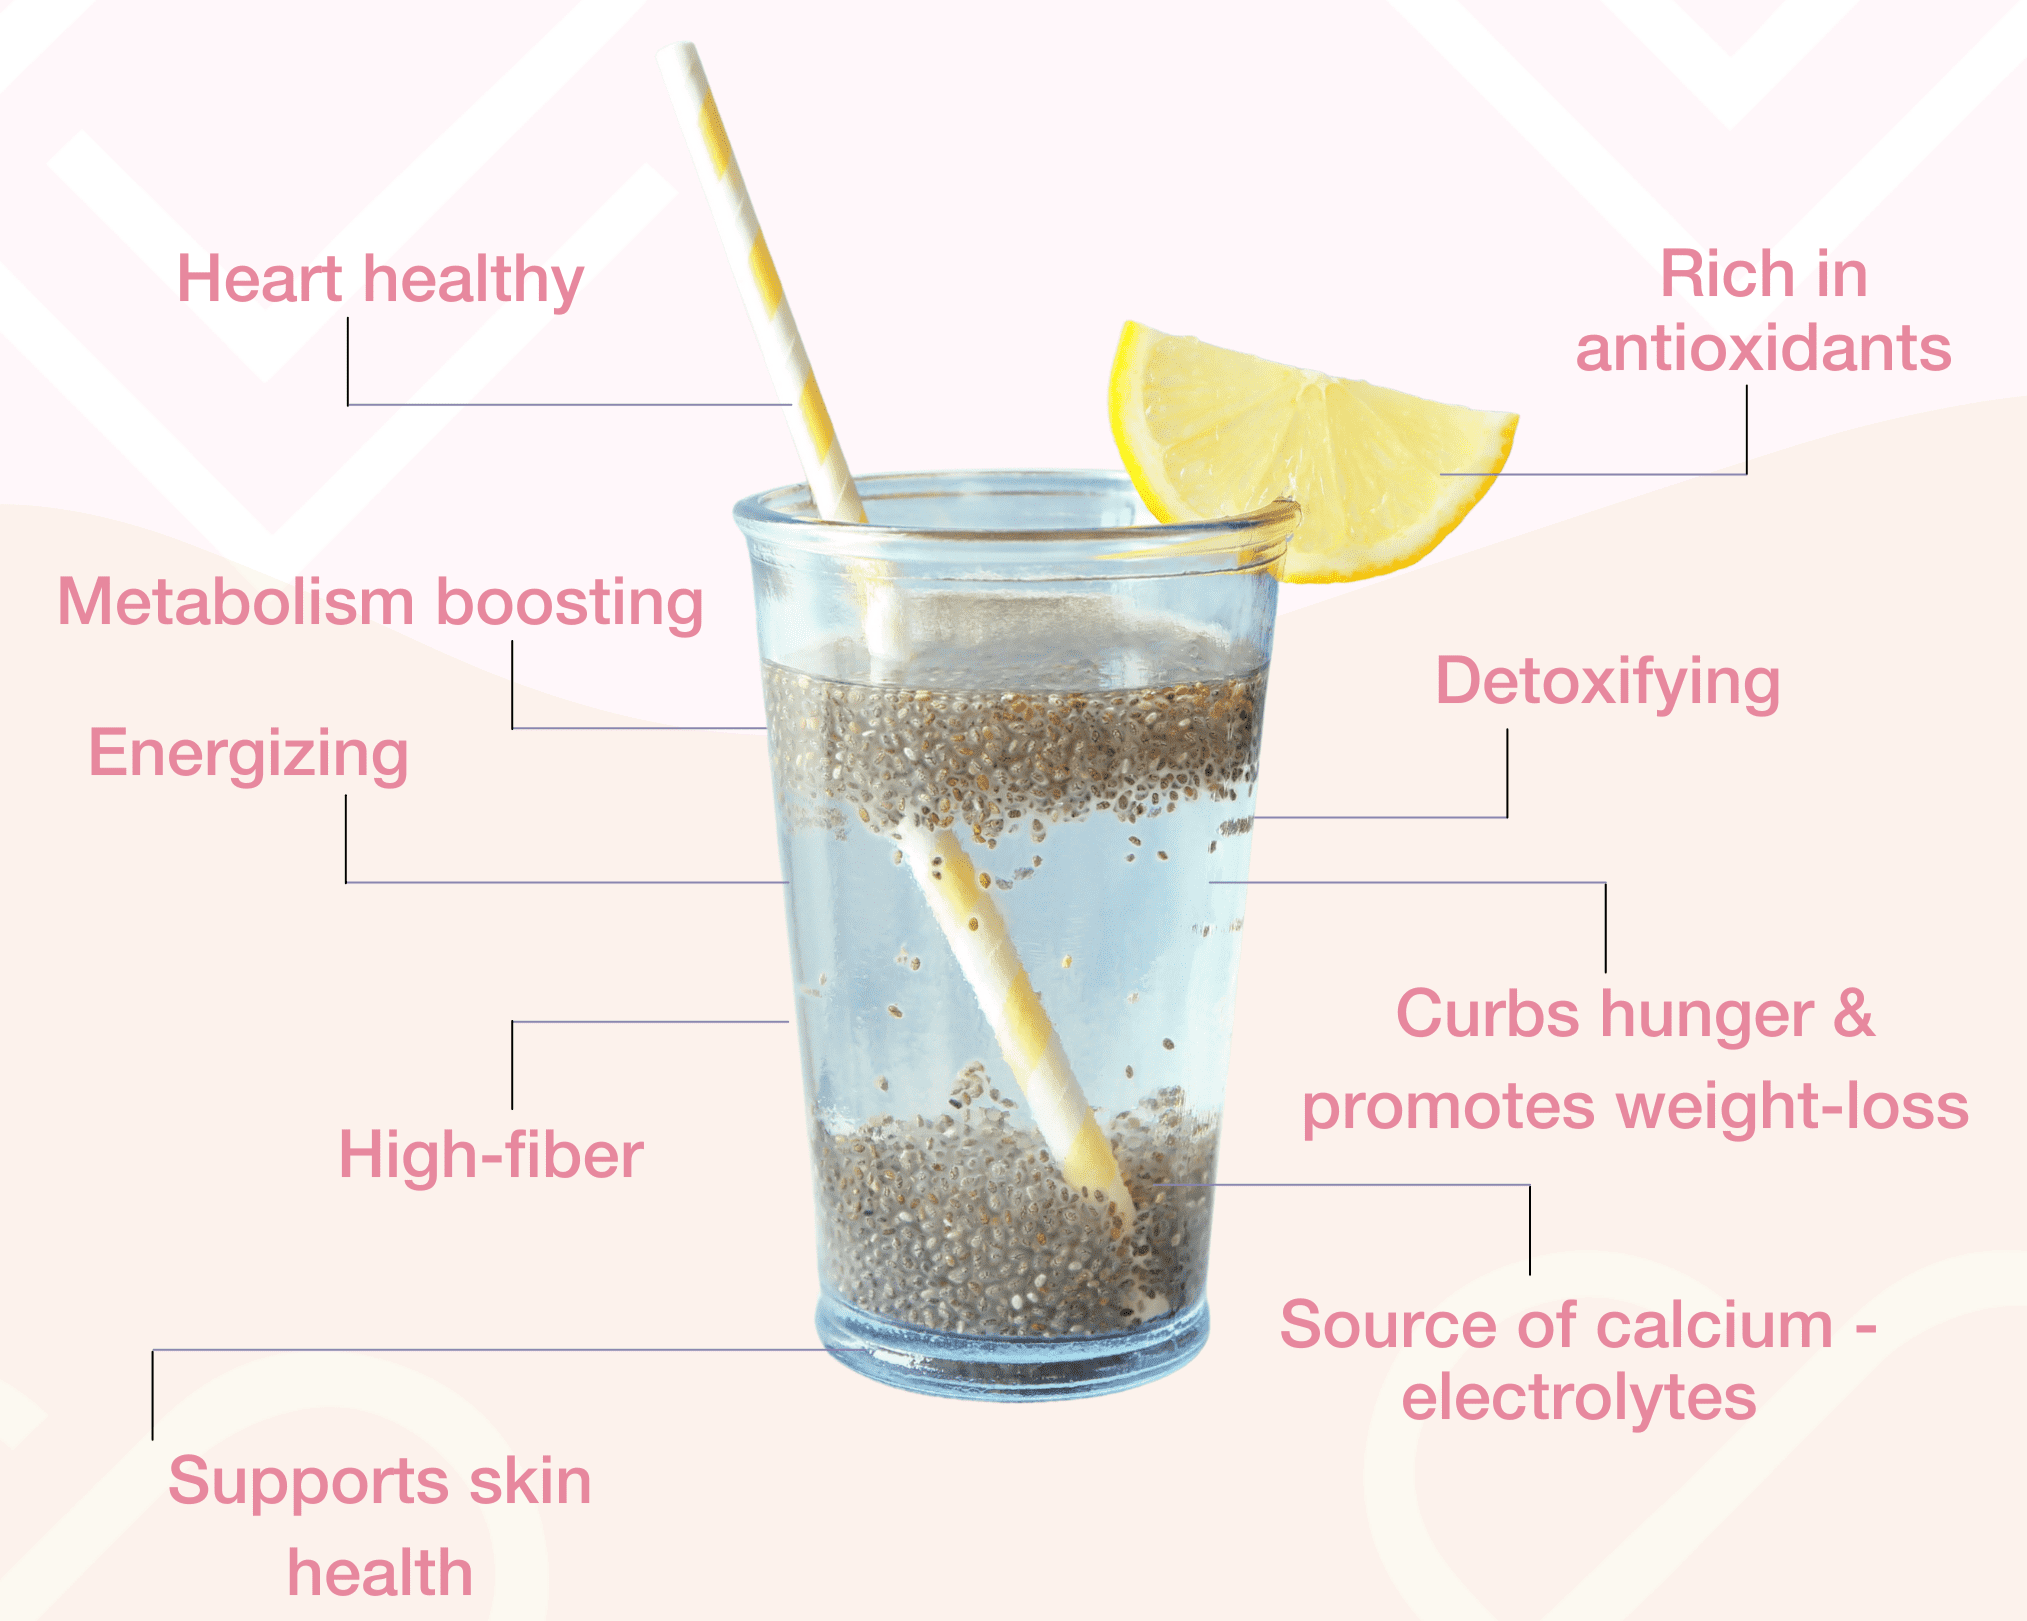 Heart healthy
Rich in
antioxidants
Metabolism boosting
Detoxifying
Energizing
Curbs hunger &
promotes weight-loss
High-fiber
Source of calcium -
electrolytes
Supports skin
health